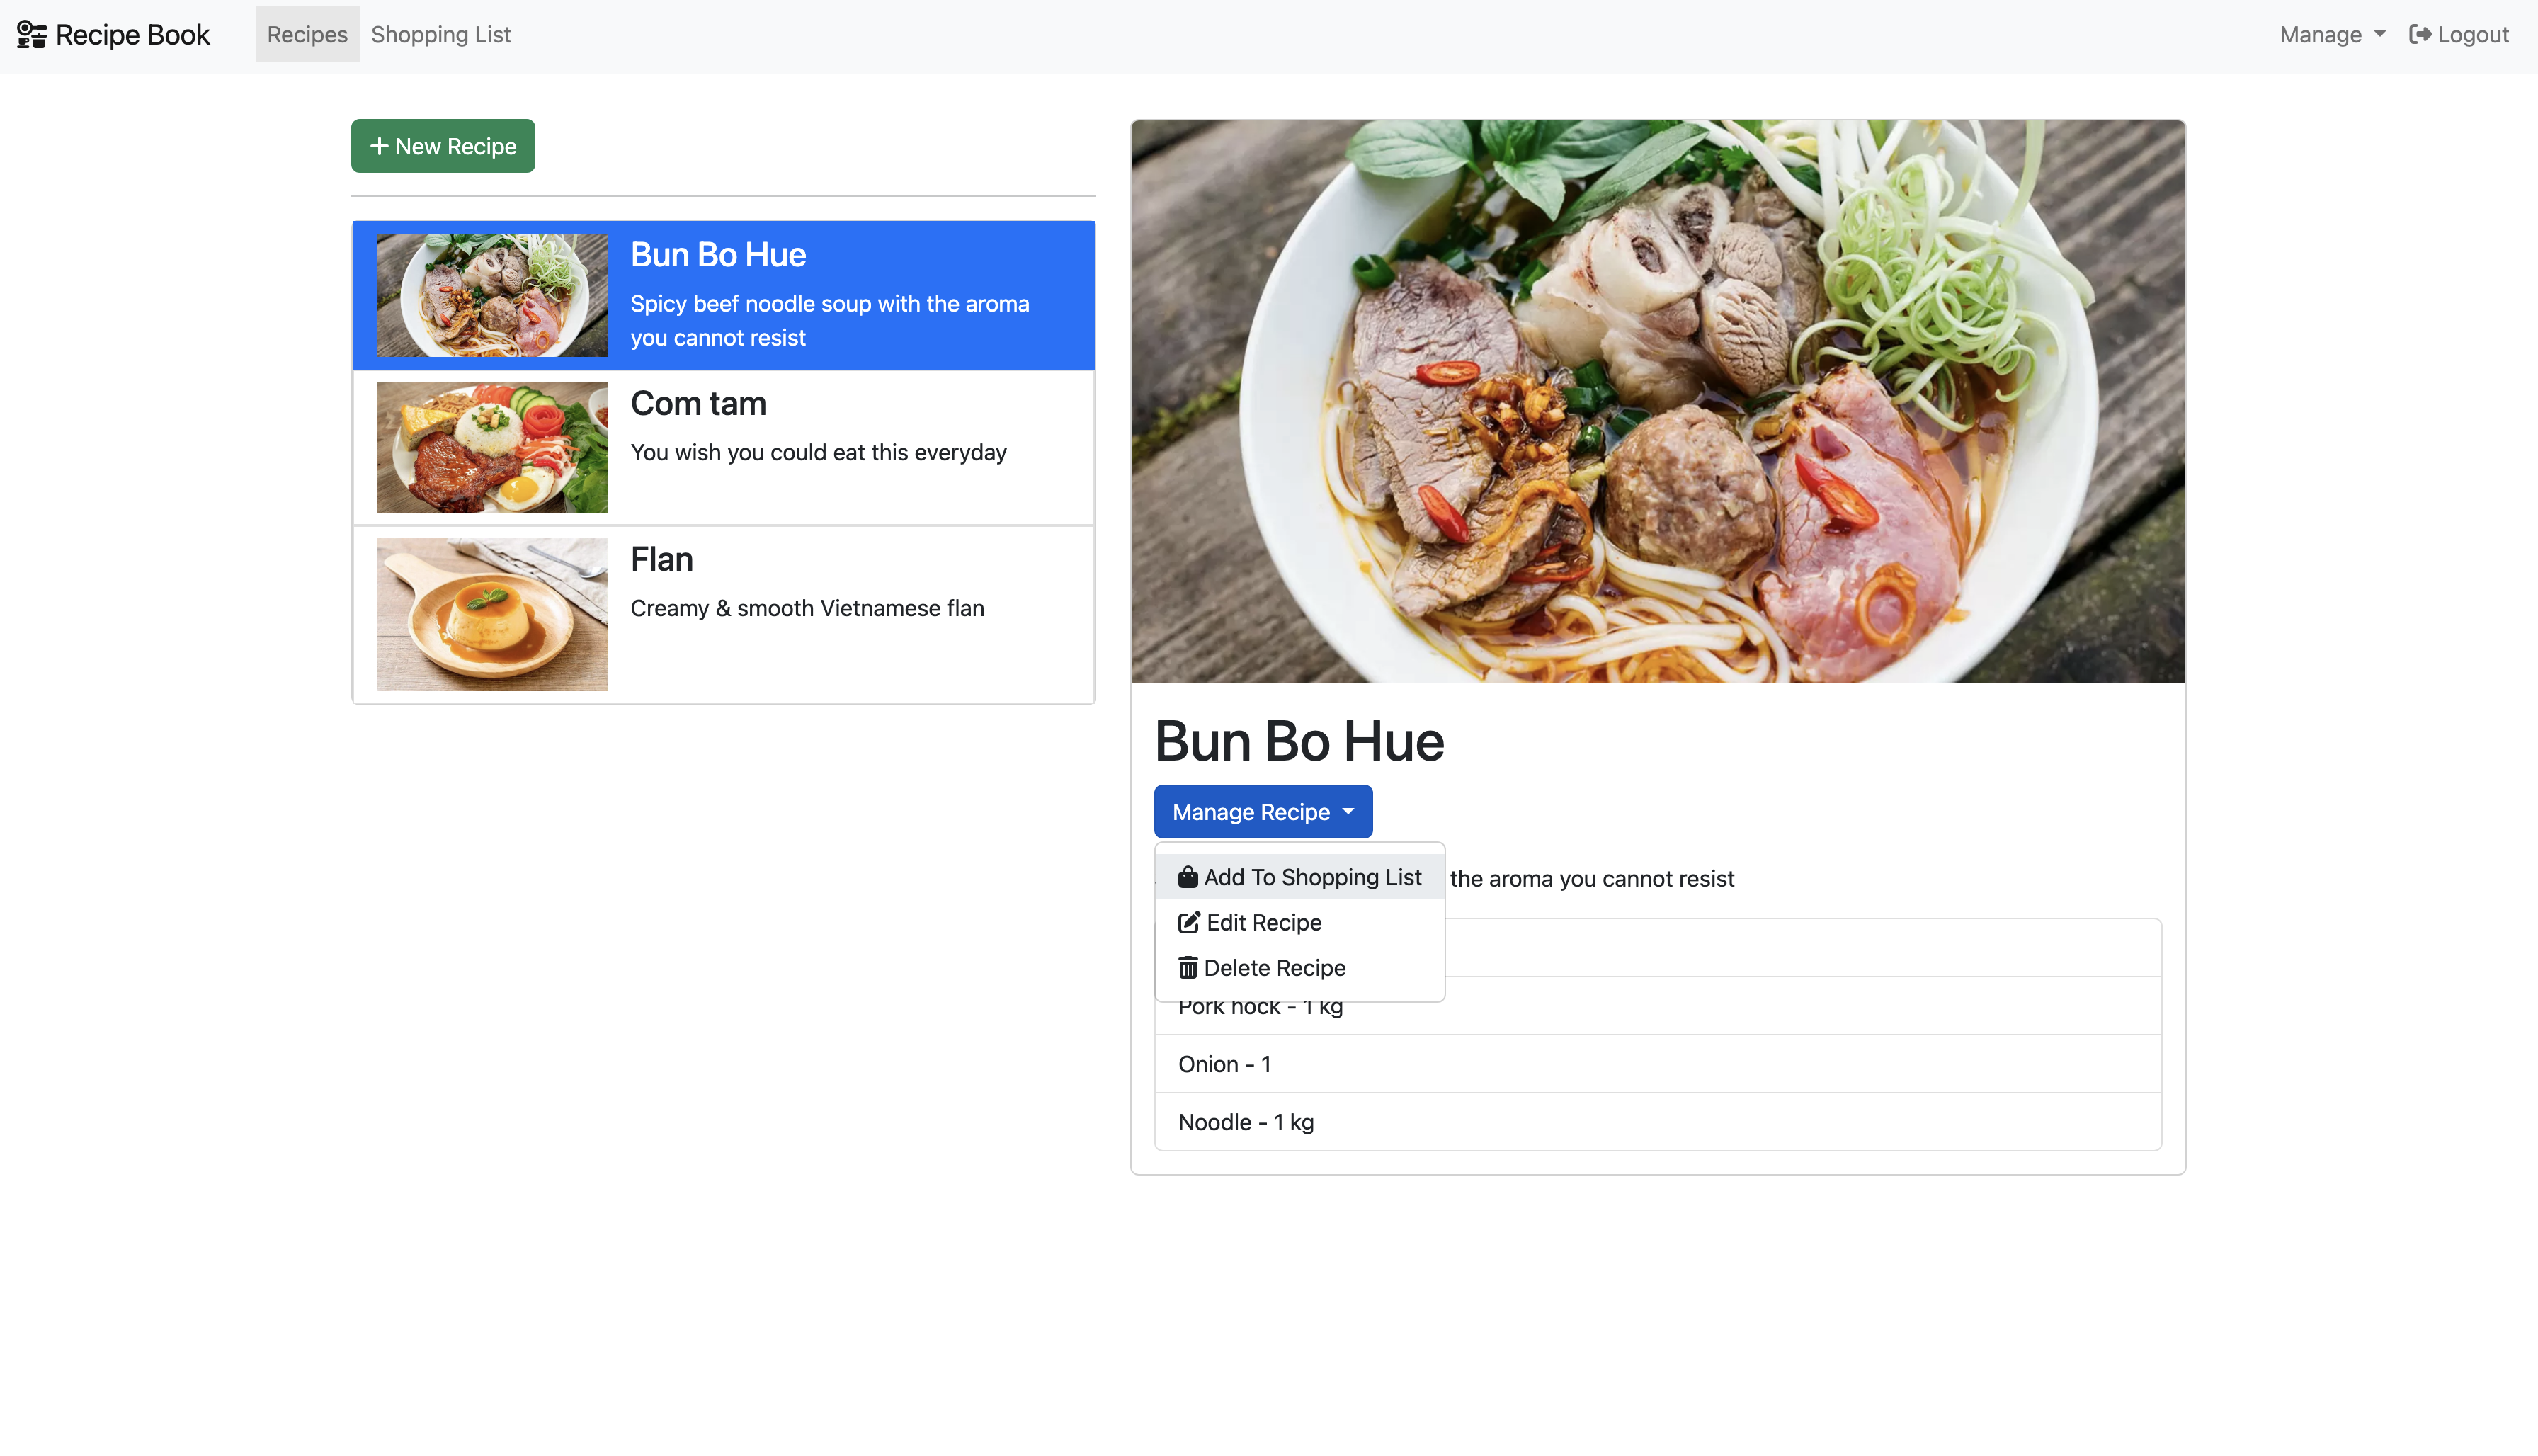 Recipe Book
Recipes
Shopping List
Manage
Logout
New Recipe
Bun Bo Hue
Spicy beef noodle soup with the aroma
you cannot resist
Com tam
You wish you could eat this everyday
Flan
Creamy & smooth Vietnamese flan
Bun Bo Hue
Manage Recipe
Add To Shopping List
the aroma you cannot resist
Edit Recipe
Delete Recipe
Pork hock - 1 kg
Onion - 1
Noodle - 1 kg